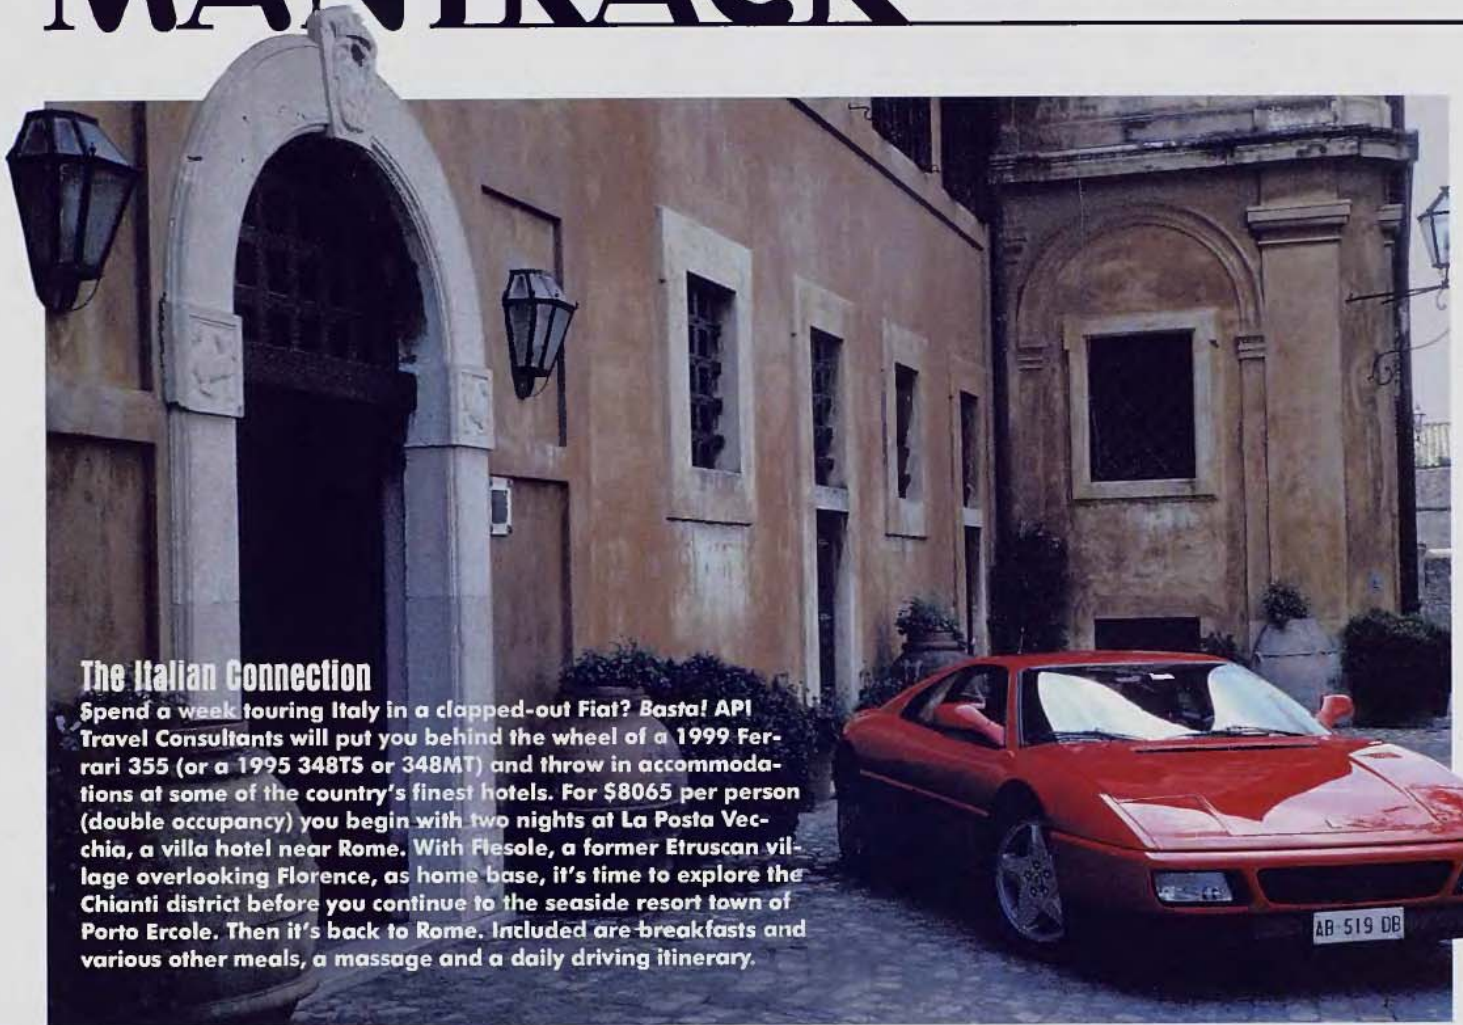 MANTRACK
The Italian Connection
Spend a week touring Italy in a clapped-out Fiat? Basta! API
Travel Consultants will put you behind the wheel of a 1999 Fer-
rari 355 (or a 1995 348TS or 348MT) and throw in accommoda-
tions at some of the country's finest hotels. For $8065 per person
(double occupancy) you begin with two nights at La Posta Vec-
chia, a villa hotel near Rome. With Fiesole, a former Etruscan vil-
lage overlooking Florence, as home base, it's time to explore the
Chianti district before you continue to the seaside resort town of
Porto Ercole. Then it's back to Rome. Included are breakfasts and
various other meals, a massage and a daily driving itinerary.
AB 519 DB